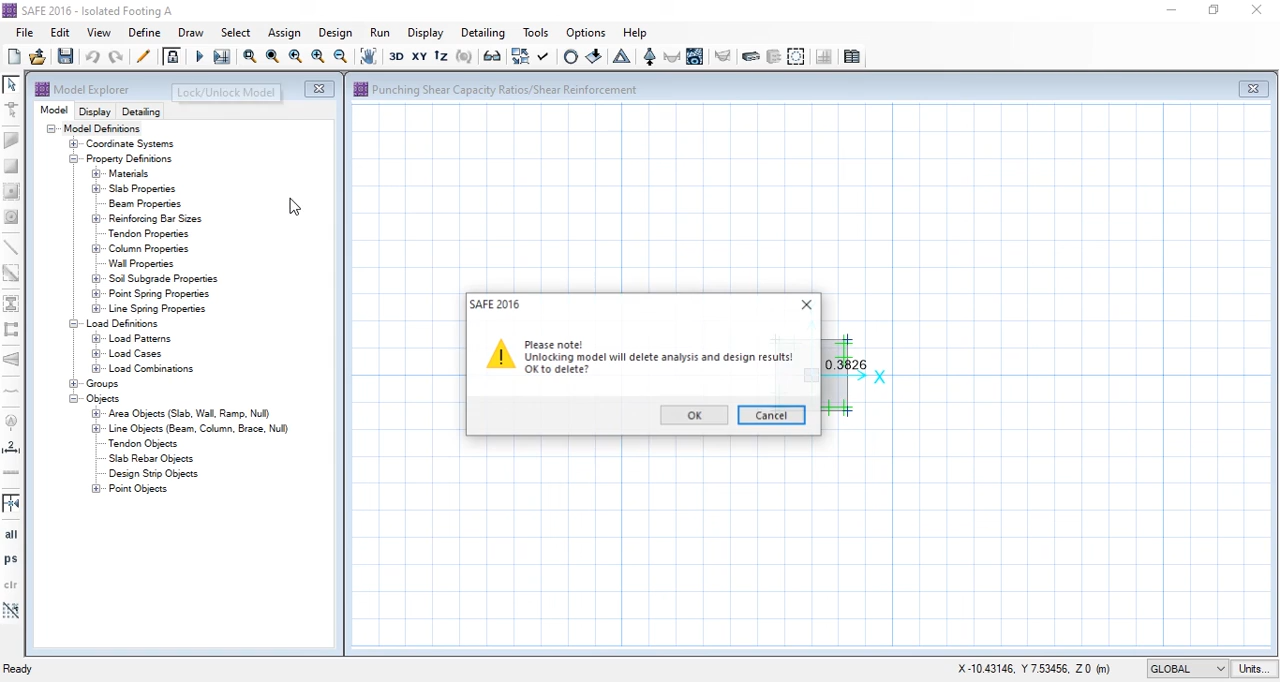 SAFE 2016 - Isolated Footing A
File Edit View Define Draw Select Assign Design Run Display Detailing Tools Options Help
3D XY
Model Explorer
Lock/Unlock Model
Punching Shear Capacity Ratios/Shear Reinforcement
Model Display Detailing
Model Definitions
Coordinate Systems
Property Definitions
Materials
Slab Properties
Beam Properties
Reinforcing Bar Sizes
Tendon Properties
Column Properties
Wall Properties
Soil Subgrade Properties
Point Spring Properties
Line Spring Properties
Load Definitions
Load Patterns
Load Cases
Load Combinations
Groups
Objects
Area Objects (Slab, Wall, Ramp, Null)
Line Objects (Beam, Column, Brace, Null)
Tendon Objects
Slab Rebar Objects
Design Strip Objects
Point Objects
all
ps
clr
SAFE 2016
Please note!
Unlocking model will delete analysis and design results!
OK to delete?
OK Cancel
0.3826
X
Ready
X -10.43146, Y 7.53456, Z 0 (m)
GLOBAL
Units...